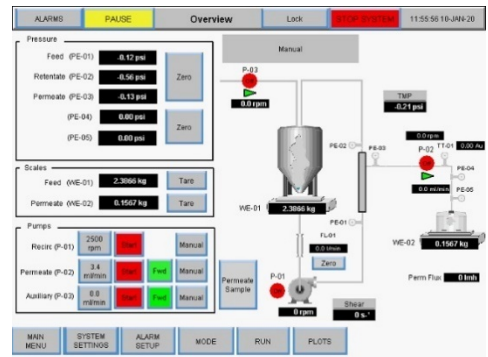 ALARMS PAUSE Overview Lock STOP SYSTEM 11:55:56 10-JAN-20
Pressure
Feed (PE-01) -0.12 psi
Retentate (PE-02) -0.56 psi
Zero
Permeate (PE-03) -0.13 psi
(PE-04) 0.00 psi
Zero
(PE-05) 0.00 psi
Scales
Feed (WE-01) 2.3866 kg Tare
Permeate (WE-02) 0.1567 kg Tare
Pumps
Recirc (P-01) 2500 rpm Start Manual
Permeate (P-02) 3.4 ml/min Start Fwd Manual
Auxiliary (P-03) 0.0 ml/min Start Fwd Manual
Permeate Sample
Manual
P-03
0.0 rpm
TMP
-0.21 psi
0.0 rpm
PE-02 PE-03 P-02 TT-01 0.00 Au
PE-04
0.0 ml/min PE-05
WE-01 2.3866 kg
PE-01
FL-01
0.0 l/min
Zero
WE-02 0.1567 kg
Perm Flux 0 lmh
P-01
0 rpm
Shear
0 s-¹
MAIN MENU SYSTEM SETTINGS ALARM SETUP MODE RUN PLOTS